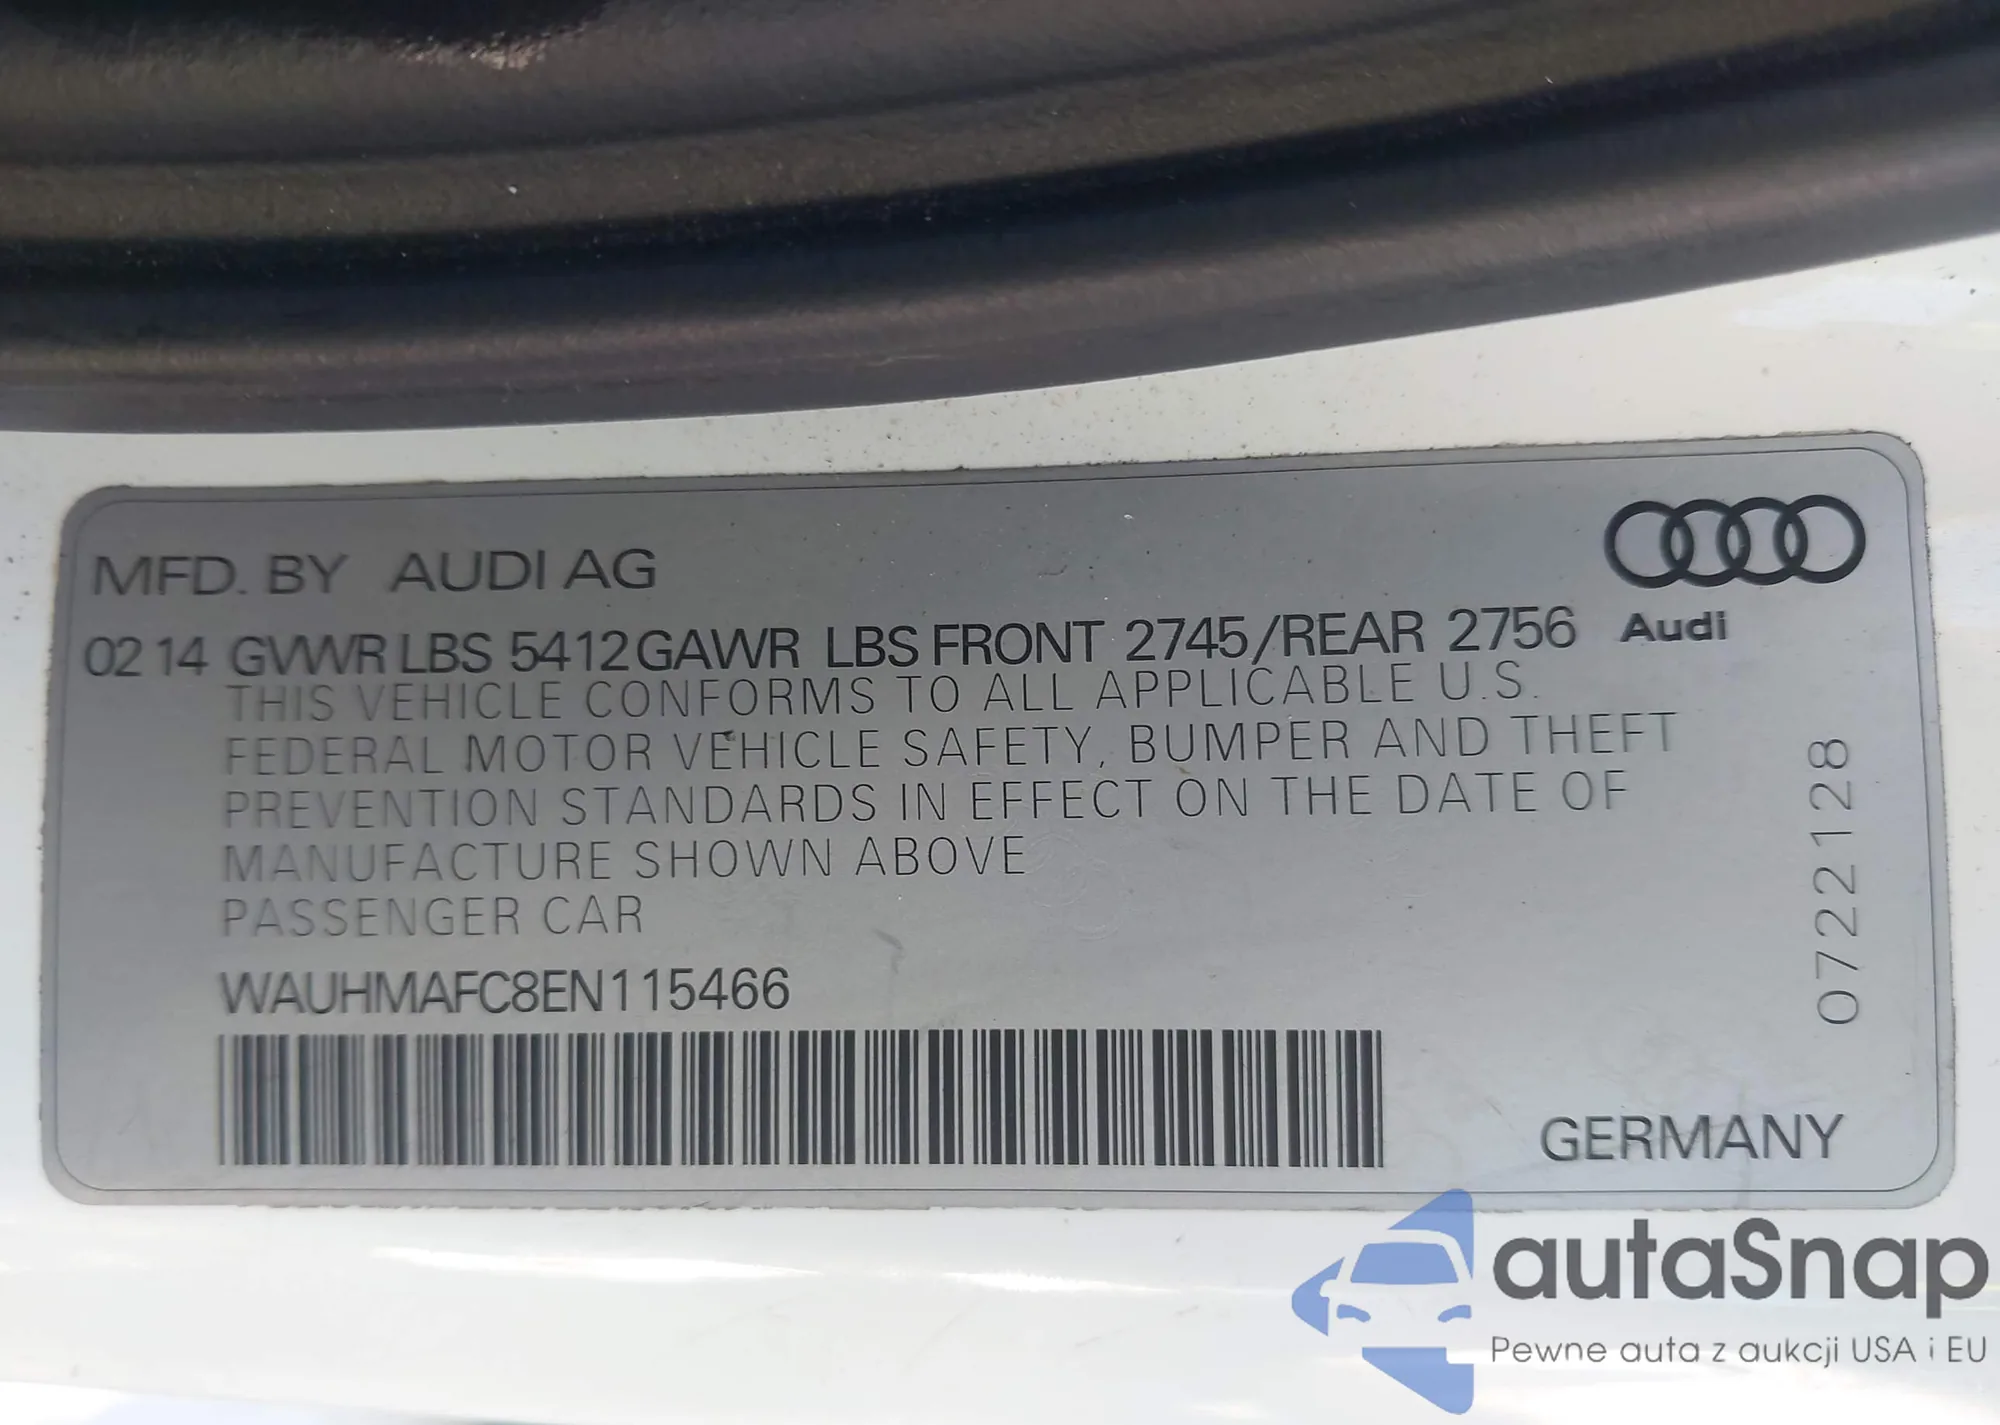 MFD. BY AUDI AG
02 14 GVWR LBS 5412 GAWR LBS FRONT 2745/REAR 2756
Audi
THIS VEHICLE CONFORMS TO ALL APPLICABLE U.S.
FEDERAL MOTOR VEHICLE SAFETY, BUMPER AND THEFT
PREVENTION STANDARDS IN EFFECT ON THE DATE OF
MANUFACTURE SHOWN ABOVE
PASSENGER CAR
WAUHMAFC8EN115466
0722128
GERMANY
autaSnap
Pewne auta z aukcji USA i EU